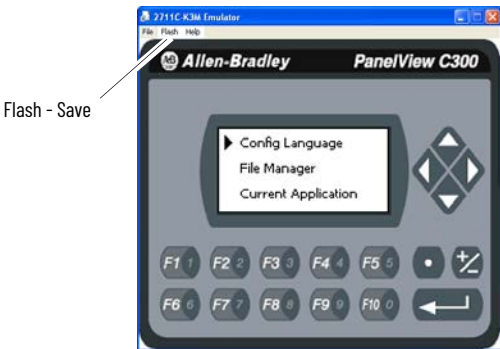 2711C-K3M Emulator
File Flash Help
AB Allen-Bradley PanelView C300
Flash - Save
Config Language
File Manager
Current Application
F1 1 F2 2 F3 3 F4 4 F5 5 • +/-
F6 6 F7 7 F8 8 F9 9 F10 0